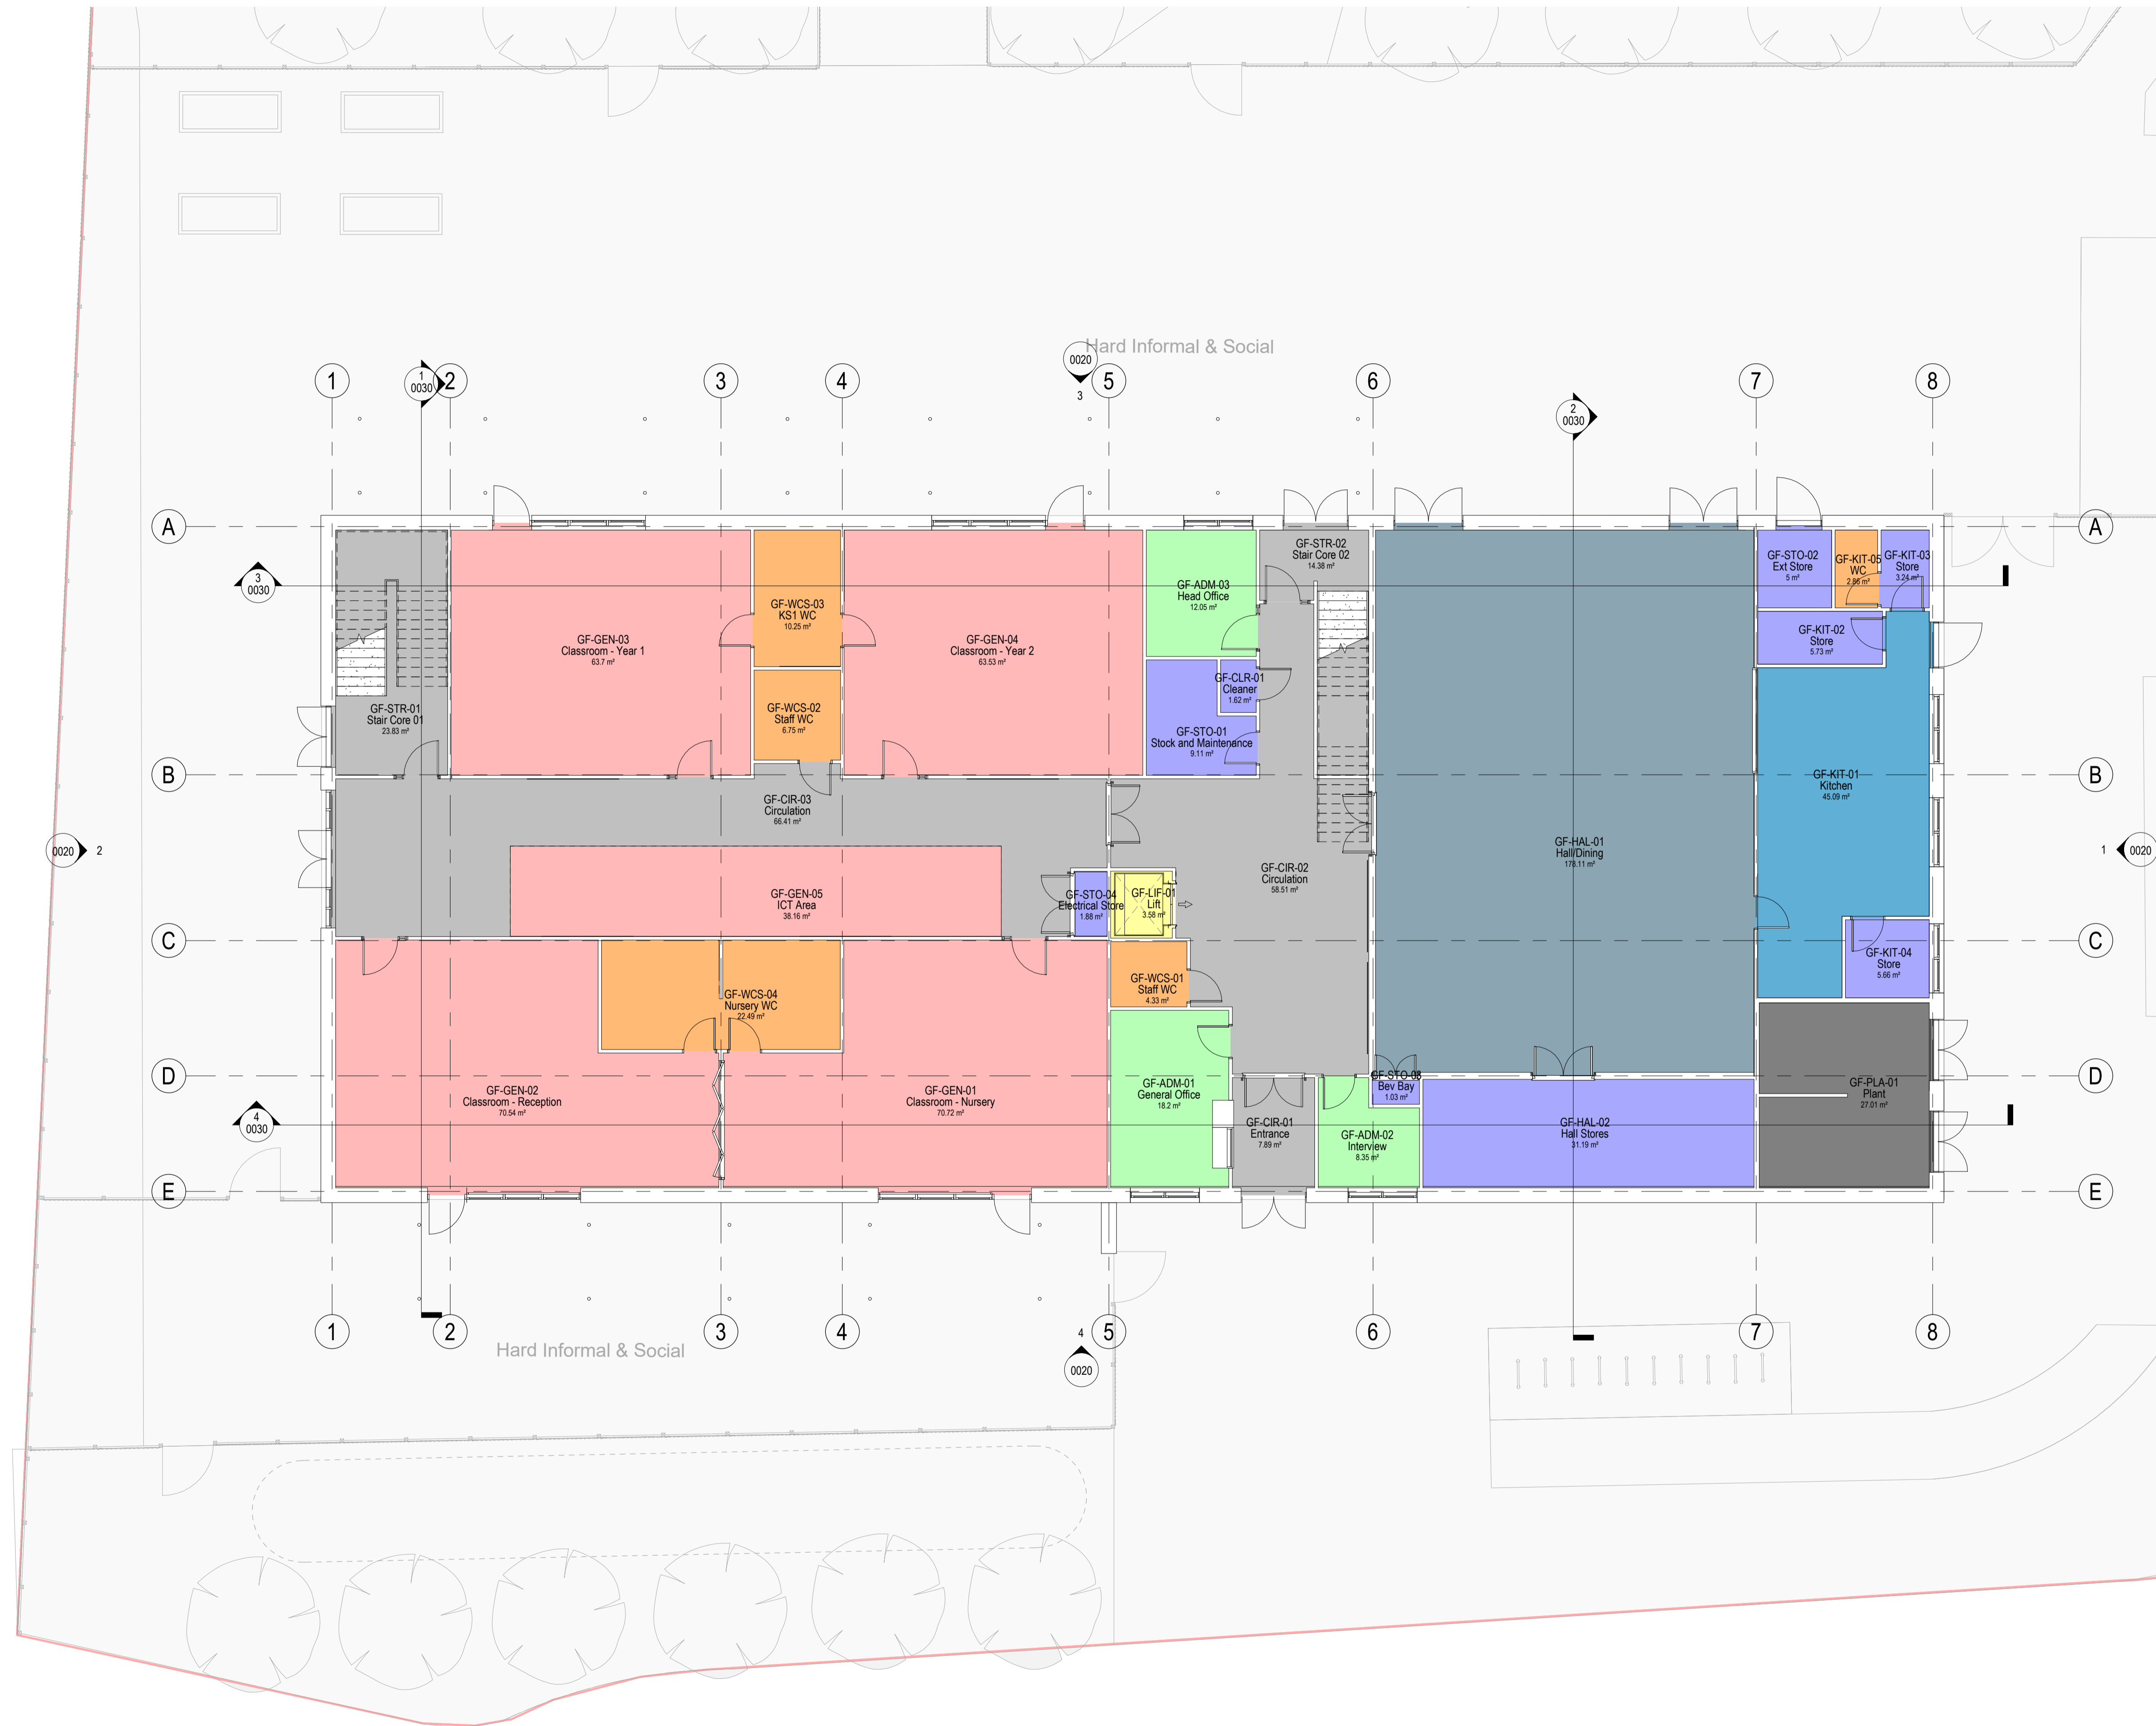 Hard Informal & Social
0020
3
1
2
3
4
5
6
7
8
1
0030
2
0030
A
A
3
0030
GF-STR-02
Stair Core 02
14.38 m²
GF-STO-02
Ext Store
5 m²
GF-KIT-05
WC
2.86 m²
GF-KIT-03
Store
3.24 m²
GF-ADM-03
Head Office
12.05 m²
GF-WCS-03
KS1 WC
10.25 m²
GF-GEN-03
Classroom - Year 1
63.7 m²
GF-GEN-04
Classroom - Year 2
63.53 m²
GF-KIT-02
Store
5.73 m²
GF-CLR-01
Cleaner
1.62 m²
GF-STR-01
Stair Core 01
23.83 m²
GF-WCS-02
Staff WC
6.75 m²
GF-STO-01
Stock and Maintenance
9.11 m²
B
B
GF-KIT-01
Kitchen
45.09 m²
GF-CIR-03
Circulation
66.41 m²
0020
2
GF-HAL-01
Hall/Dining
178.11 m²
1
0020
GF-CIR-02
Circulation
58.51 m²
GF-GEN-05
ICT Area
38.16 m²
GF-STO-04
Electrical Store
1.88 m²
GF-LIF-01
Lift
3.58 m²
C
C
GF-KIT-04
Store
5.66 m²
GF-WCS-01
Staff WC
4.33 m²
GF-WCS-04
Nursery WC
22.49 m²
D
D
Bev Bay
1.03 m²
GF-GEN-02
Classroom - Reception
70.54 m²
GF-GEN-01
Classroom - Nursery
70.72 m²
GF-ADM-01
General Office
18.2 m²
GF-PLA-01
Plant
27.01 m²
4
0030
GF-CIR-01
Entrance
7.89 m²
GF-ADM-02
Interview
8.35 m²
GF-HAL-02
Hall Stores
31.19 m²
E
E
1
2
3
4
5
6
7
8
Hard Informal & Social
4
0020